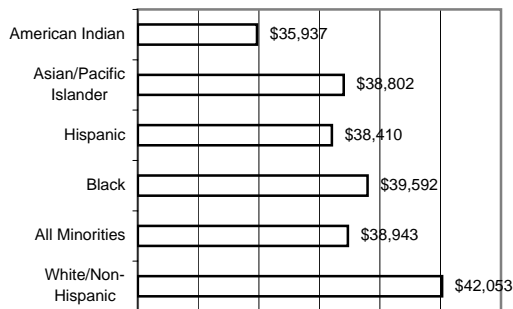 American Indian
$35,937
Asian/Pacific
Islander
$38,802
Hispanic
$38,410
Black
$39,592
All Minorities
$38,943
White/Non-
Hispanic
$42,053